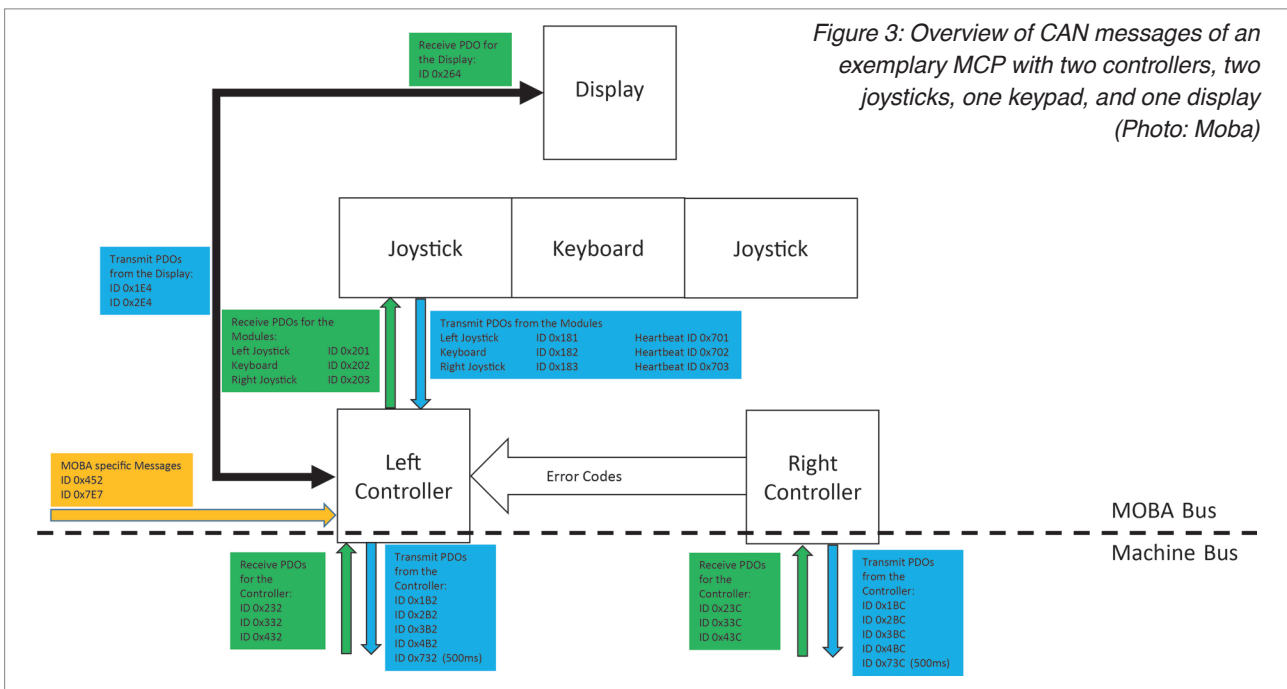 Figure 3: Overview of CAN messages of an
exemplary MCP with two controllers, two
joysticks, one keypad, and one display
(Photo: Moba)
Receive PDO for
the Display:
ID 0x264
Display
Transmit PDOs
from the Display:
ID 0x1E4
ID 0x2E4
Joystick
Keyboard
Joystick
Receive PDOs for the
Modules:
Left Joystick ID 0x201
Keyboard ID 0x202
Right Joystick ID 0x203
Transmit PDOs from the Modules
Left Joystick ID 0x181 Heartbeat ID 0x701
Keyboard ID 0x182 Heartbeat ID 0x702
Right Joystick ID 0x183 Heartbeat ID 0x703
MOBA specific Messages
ID 0x452
ID 0x7E7
Left
Controller
Error Codes
Right
Controller
MOBA Bus
Machine Bus
Receive PDOs
for the
Controller:
ID 0x232
ID 0x332
ID 0x432
Transmit PDOs
from the
Controller:
ID 0x1B2
ID 0x2B2
ID 0x3B2
ID 0x4B2
ID 0x732 (500ms)
Receive PDOs
for the
Controller:
ID 0x23C
ID 0x33C
ID 0x43C
Transmit PDOs
from the
Controller:
ID 0x1BC
ID 0x2BC
ID 0x3BC
ID 0x4BC
ID 0x73C (500ms)